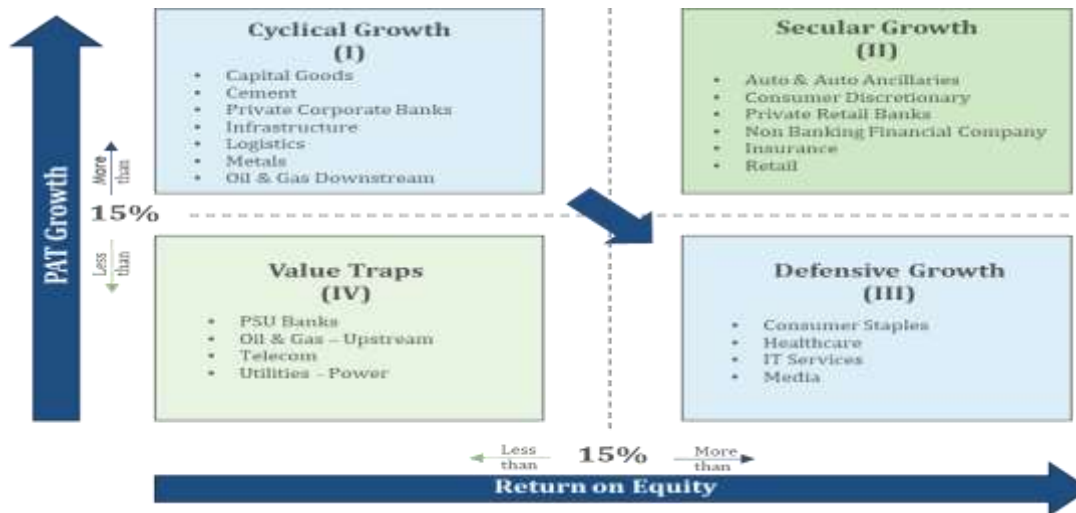 Cyclical Growth
(I)
• Capital Goods
• Cement
• Private Corporate Banks
• Infrastructure
• Logistics
• Metals
• Oil & Gas Downstream
Secular Growth
(II)
• Auto & Auto Ancillaries
• Consumer Discretionary
• Private Retail Banks
• Non Banking Financial Company
• Insurance
• Retail
PAT Growth
More than
15%
Less than
Value Traps
(IV)
• PSU Banks
• Oil & Gas – Upstream
• Telecom
• Utilities – Power
Defensive Growth
(III)
• Consumer Staples
• Healthcare
• IT Services
• Media
Less than
15%
More than
Return on Equity